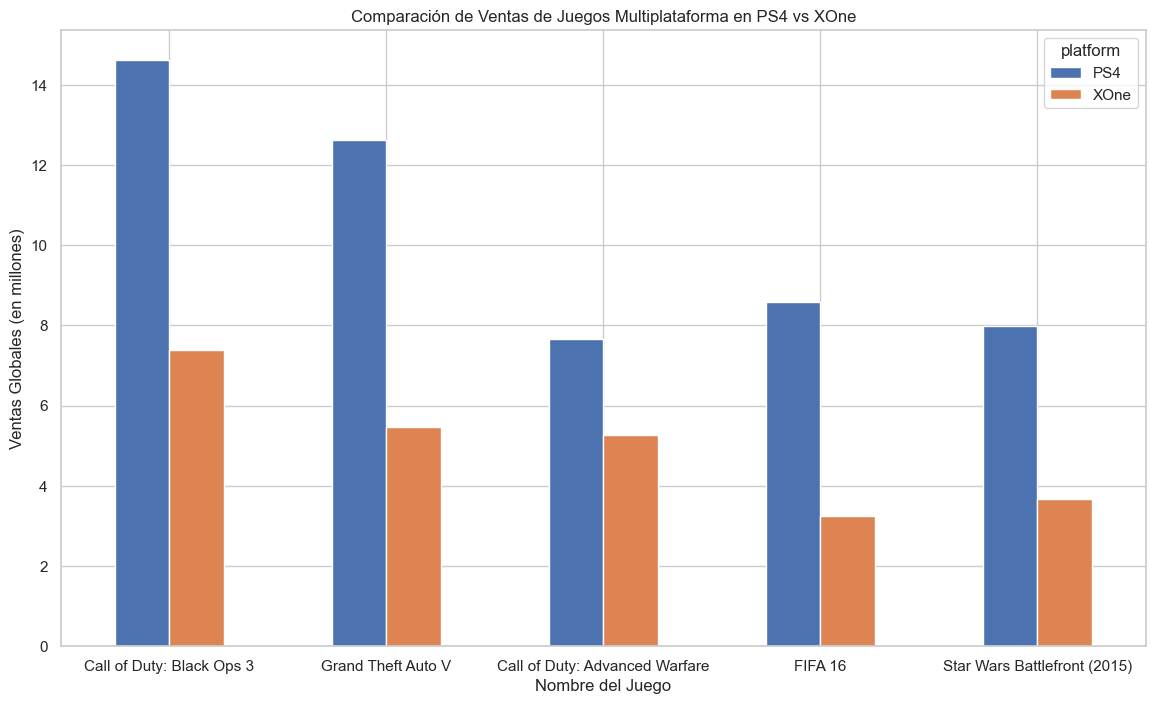 Comparación de Ventas de Juegos Multiplataforma en PS4 vs XOne
platform
PS4
XOne
Ventas Globales (en millones)
14
12
10
8
6
4
2
0
Call of Duty: Black Ops 3
Grand Theft Auto V
Call of Duty: Advanced Warfare
FIFA 16
Star Wars Battlefront (2015)
Nombre del Juego